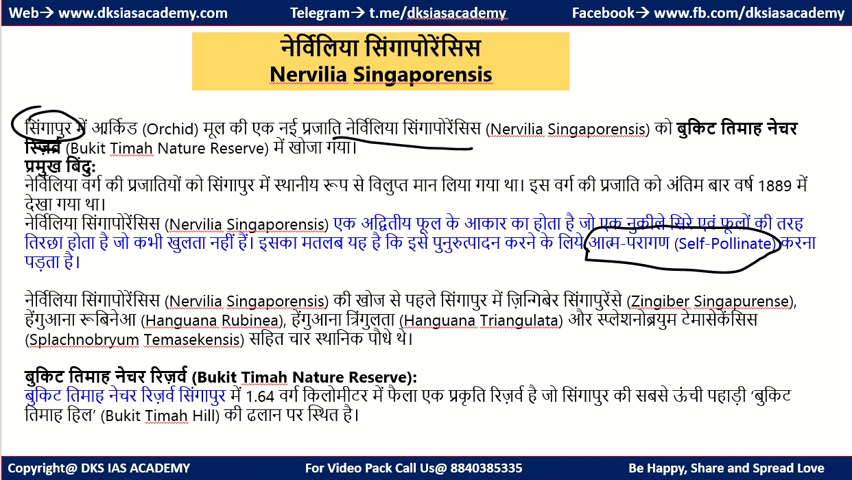 Web→ www.dksiasacademy.com Telegram→ t.me/dksiasacademy Facebook→ www.fb.com/dksiasacademy
नेर्विलिया सिंगापोरेंसिस
Nervilia Singaporensis
सिंगापुर में आर्किड (Orchid) मूल की एक नई प्रजाति नेर्विलिया सिंगापोरेंसिस (Nervilia Singaporensis) को बुकिट तिमाह नेचर
रिज़र्व (Bukit Timah Nature Reserve) में खोजा गया।
प्रमुख बिंदु:
नेर्विलिया वर्ग की प्रजातियों को सिंगापुर में स्थानीय रूप से विलुप्त मान लिया गया था। इस वर्ग की प्रजाति को अंतिम बार वर्ष 1889 में
देखा गया था।
नेर्विलिया सिंगापोरेंसिस (Nervilia Singaporensis) एक अद्वितीय फूल के आकार का होता है जो एक नुकीले सिरे एवं फूलों की तरह
तिरछा होता है जो कभी खुलता नहीं हैं। इसका मतलब यह है कि इसे पुनुरुत्पादन करने के लिये आत्म-परागण (Self-Pollinate) करना
पड़ता है।
नेर्विलिया सिंगापोरेंसिस (Nervilia Singaporensis) की खोज से पहले सिंगापुर में ज़िन्गिबेर सिंगापुरेंसे (Zingiber Singapurense),
हेंगुआना रूबिनेआ (Hanguana Rubinea), हेंगुआना त्रिंगुलता (Hanguana Triangulata) और स्प्लेशनोब्रयुम टेमासेकेंसिस
(Splachnobryum Temasekensis) सहित चार स्थानिक पौधे थे।
बुकिट तिमाह नेचर रिज़र्व (Bukit Timah Nature Reserve):
बुकिट तिमाह नेचर रिज़र्व सिंगापुर में 1.64 वर्ग किलोमीटर में फैला एक प्रकृति रिज़र्व है जो सिंगापुर की सबसे ऊंची पहाड़ी ‘बुकिट
तिमाह हिल’ (Bukit Timah Hill) की ढलान पर स्थित है।
Copyright@ DKS IAS ACADEMY For Video Pack Call Us@ 8840385335 Be Happy, Share and Spread Love